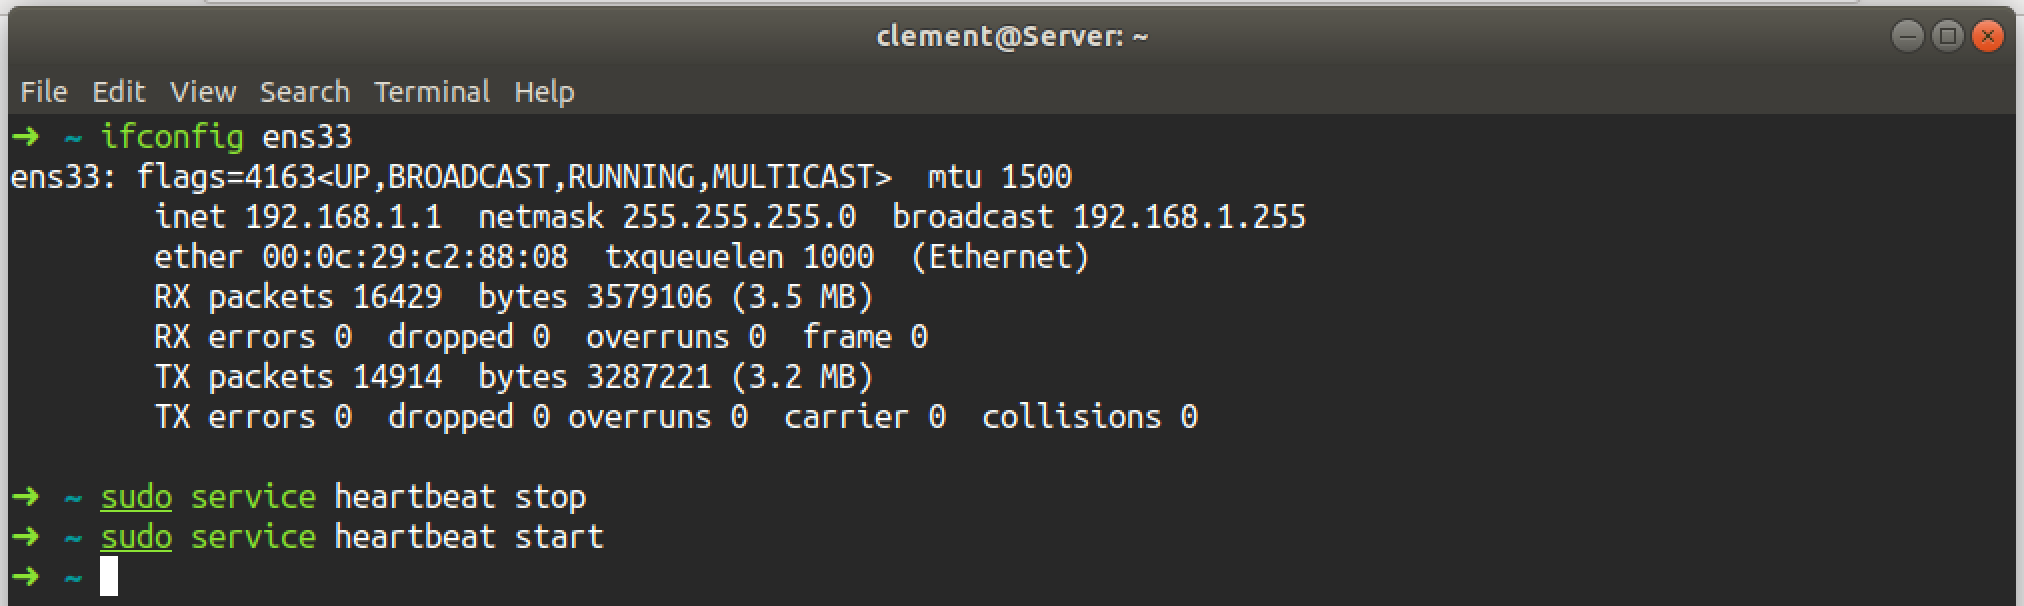 clement@Server: ~
File Edit View Search Terminal Help
➜ ~ ifconfig ens33
ens33: flags=4163<UP,BROADCAST,RUNNING,MULTICAST>  mtu 1500
        inet 192.168.1.1  netmask 255.255.255.0  broadcast 192.168.1.255
        ether 00:0c:29:c2:88:08  txqueuelen 1000  (Ethernet)
        RX packets 16429  bytes 3579106 (3.5 MB)
        RX errors 0  dropped 0  overruns 0  frame 0
        TX packets 14914  bytes 3287221 (3.2 MB)
        TX errors 0  dropped 0 overruns 0  carrier 0  collisions 0
➜ ~ sudo service heartbeat stop
➜ ~ sudo service heartbeat start
➜ ~